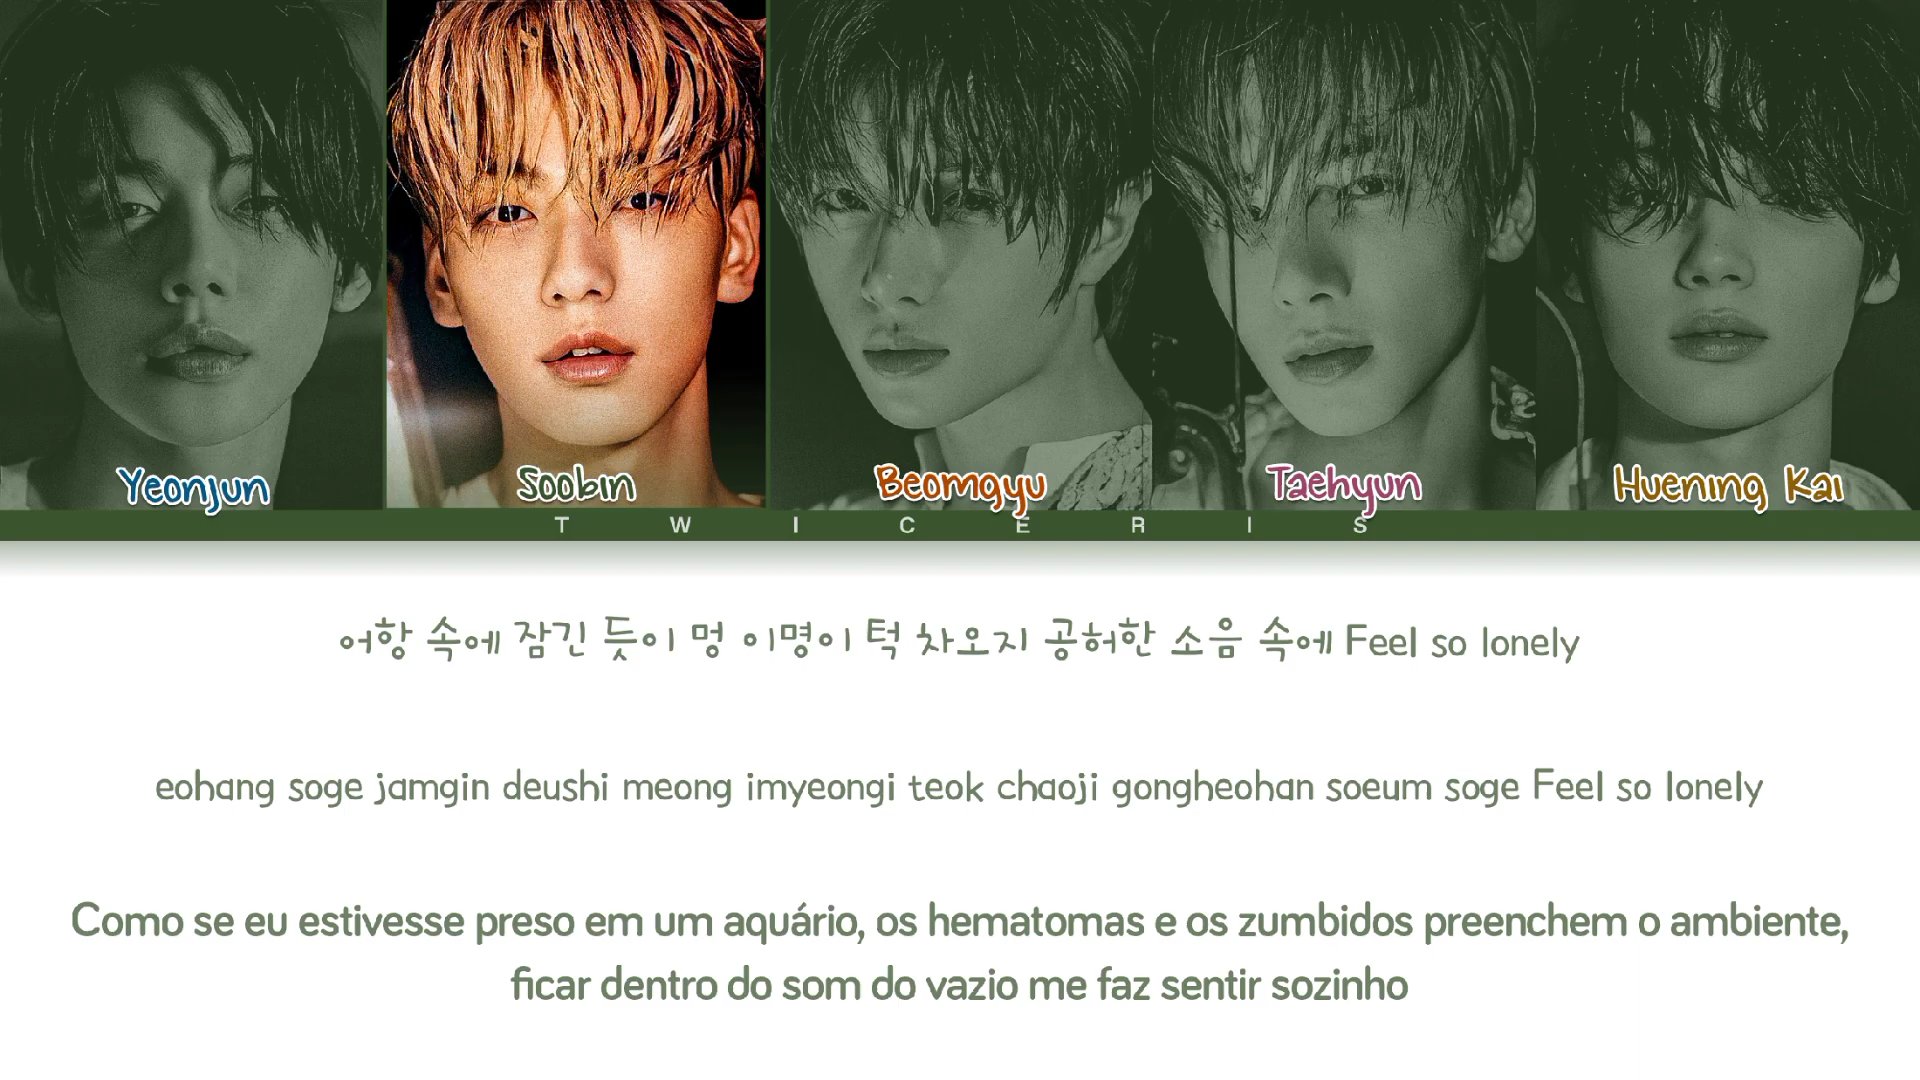 Yeonjun Soobin Beomgyu Taehyun Huening Kai
T W I C E R I S
어항 속에 잠긴 듯이 멍 이명이 턱 차오지 공허한 소음 속에 Feel so lonely
eohang soge jamgin deushi meong imyeongi teok chaoji gongheohan soeum soge Feel so lonely
Como se eu estivesse preso em um aquário, os hematomas e os zumbidos preenchem o ambiente,
ficar dentro do som do vazio me faz sentir sozinho